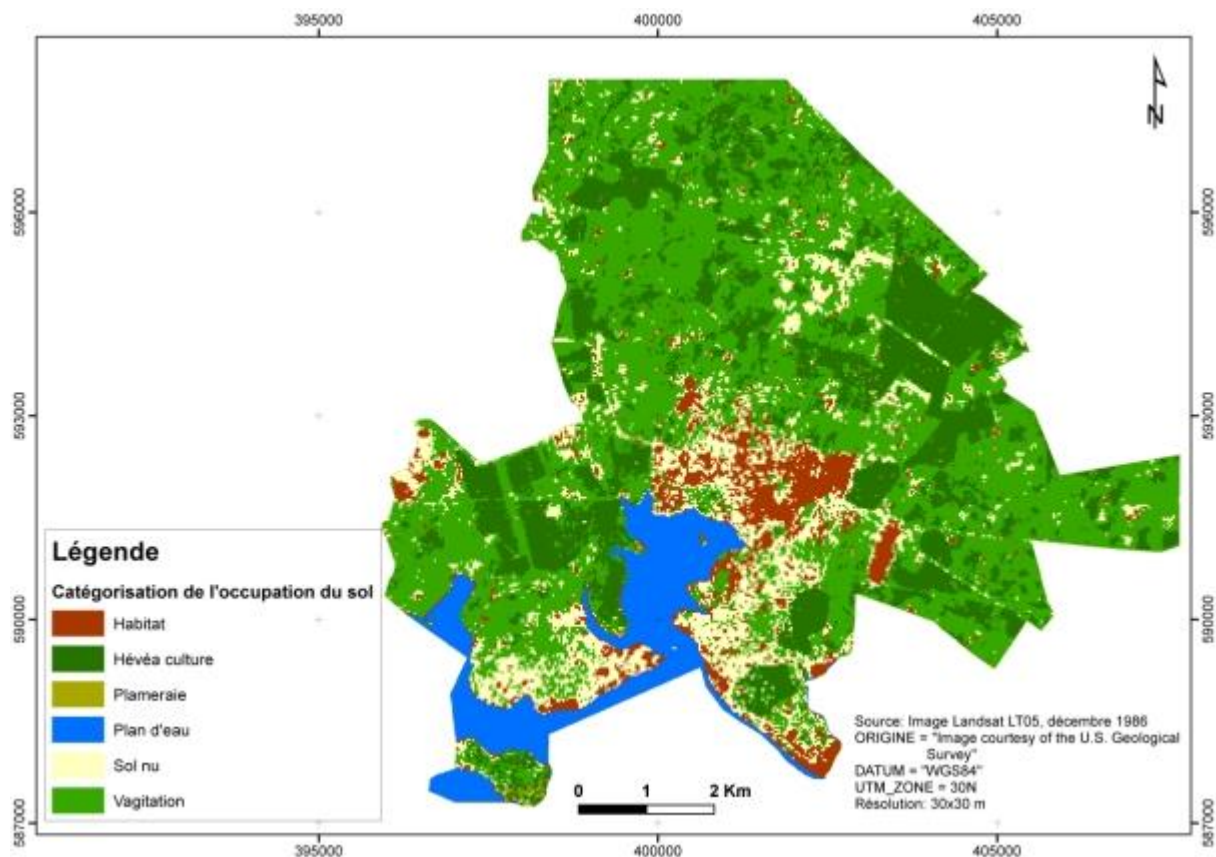 395000 400000 405000
N
596000 596000
593000 593000
590000 590000
587000 587000
Légende
Catégorisation de l'occupation du sol
Habitat
Hévéa culture
Plameraie
Plan d'eau
Sol nu
Vagitation
Source: Image Landsat LT05, décembre 1986
ORIGINE = "Image courtesy of the U.S. Geological
Survey"
DATUM = "WGS84"
UTM_ZONE = 30N
Résolution: 30x30 m
0 1 2 Km
395000 400000 405000